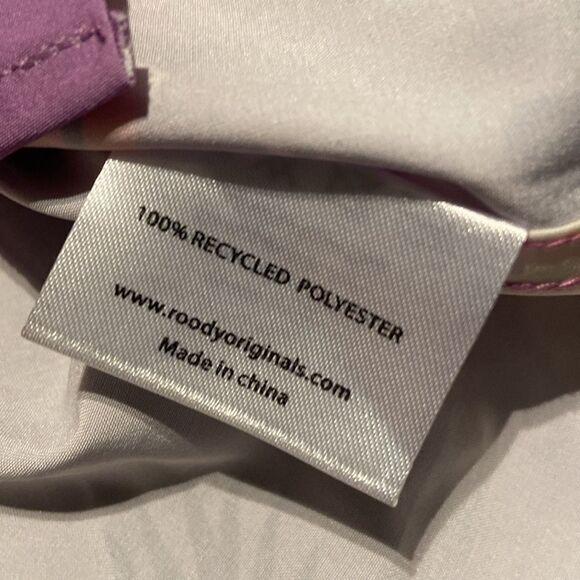 100% RECYCLED POLYESTER
www.roodyoriginals.com
Made in china